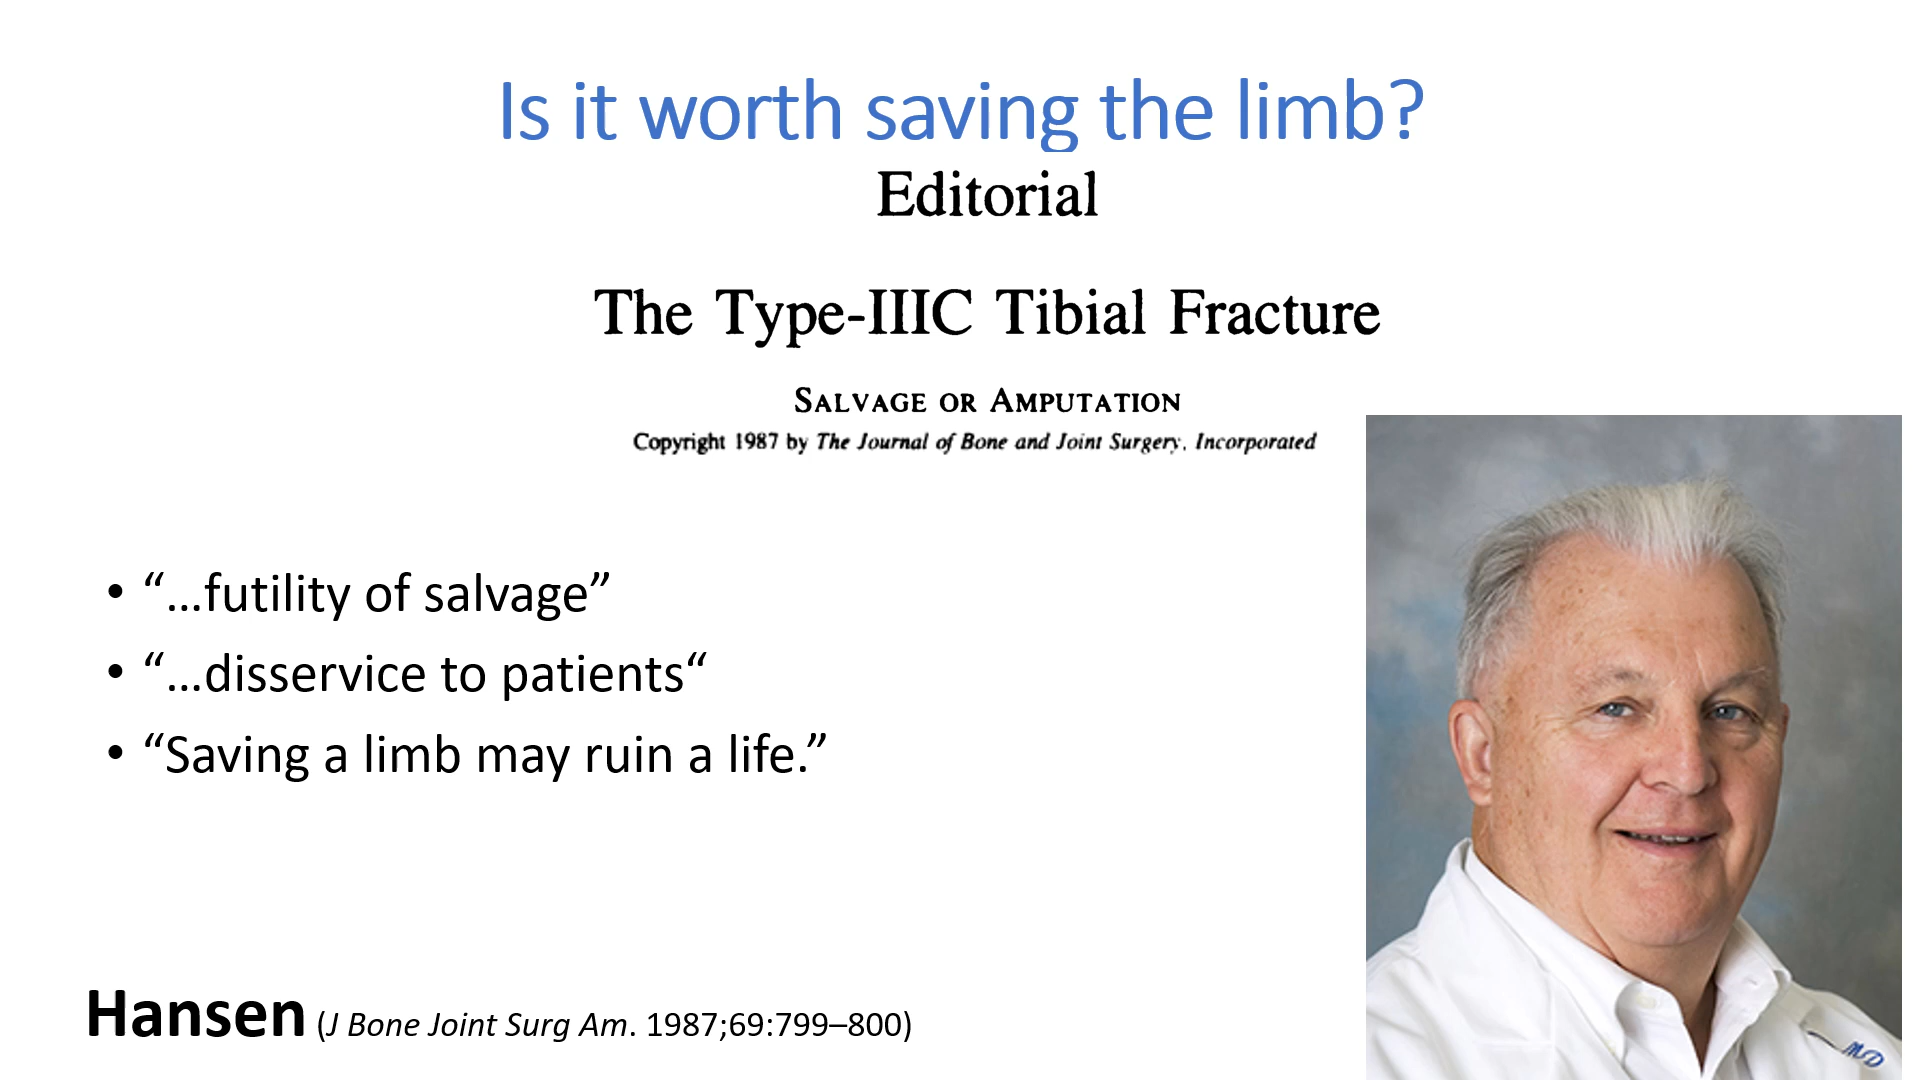 Is it worth saving the limb?
Editorial
The Type-IIIC Tibial Fracture
SALVAGE OR AMPUTATION
Copyright 1987 by The Journal of Bone and Joint Surgery, Incorporated
• “…futility of salvage”
• “…disservice to patients“
• “Saving a limb may ruin a life.”
Hansen (J Bone Joint Surg Am. 1987;69:799–800)
MD